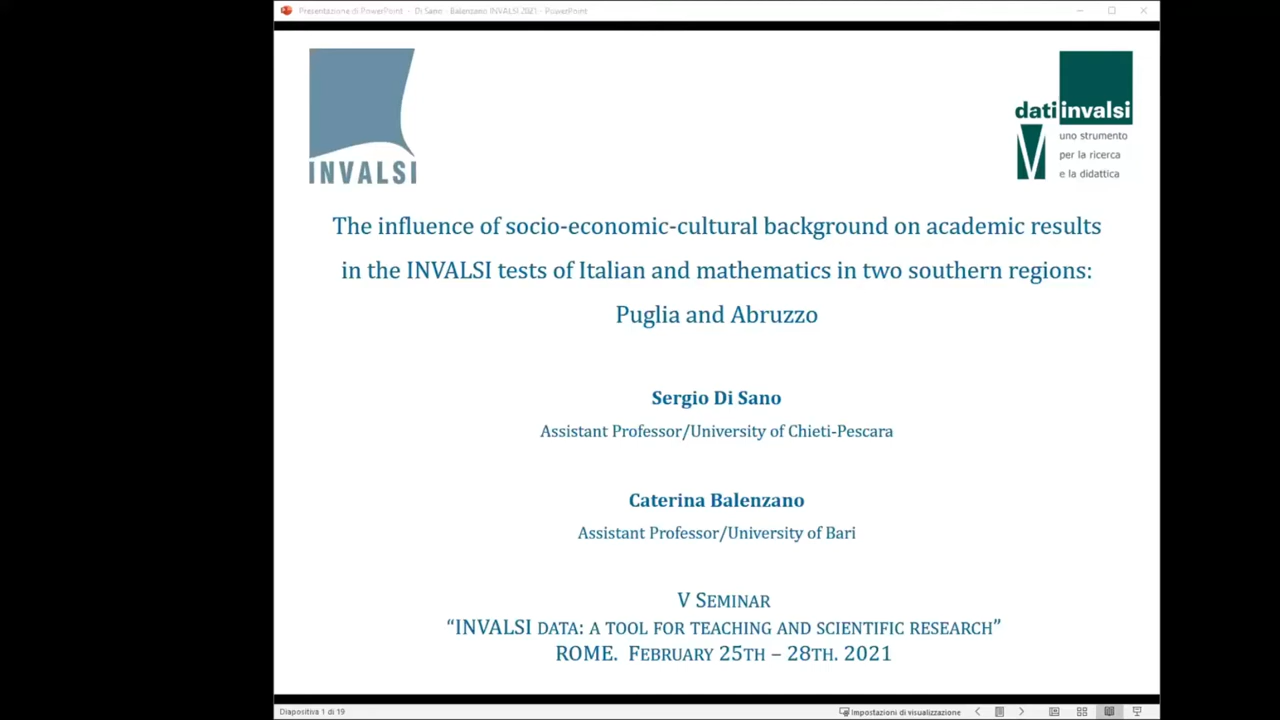 Presentazione di PowerPoint - Di Sano - Balenzano INVALSI 2021 - PowerPoint
INVALSI
dati invalsi
uno strumento
per la ricerca
e la didattica
The influence of socio-economic-cultural background on academic results
in the INVALSI tests of Italian and mathematics in two southern regions:
Puglia and Abruzzo
Sergio Di Sano
Assistant Professor/University of Chieti-Pescara
Caterina Balenzano
Assistant Professor/University of Bari
V SEMINAR
“INVALSI DATA: A TOOL FOR TEACHING AND SCIENTIFIC RESEARCH”
ROME. FEBRUARY 25TH – 28TH. 2021
Diapositiva 1 di 19
Impostazioni di visualizzazione